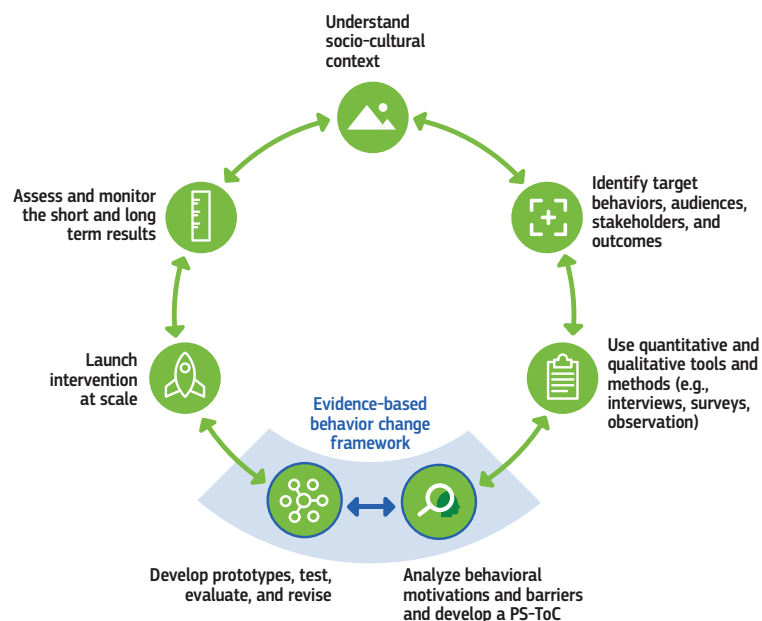 Understand
socio-cultural
context
Identify target
behaviors, audiences,
stakeholders, and
outcomes
Use quantitative and
qualitative tools and
methods (e.g.,
interviews, surveys,
observation)
Analyze behavioral
motivations and barriers
and develop a PS-ToC
Evidence-based
behavior change
framework
Develop prototypes, test,
evaluate, and revise
Launch
intervention
at scale
Assess and monitor
the short and long
term results